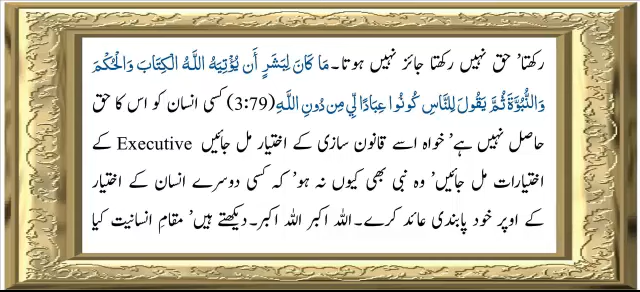 رکھتا’ حق نہیں رکھتا جائز نہیں ہوتا۔ مَا كَانَ لِبَشَرٍ أَن يُؤْتِيَهُ اللَّهُ الْكِتَابَ وَالْحُكْمَ
وَالنُّبُوَّةَ ثُمَّ يَقُولَ لِلنَّاسِ كُونُوا عِبَادًا لِّي مِن دُونِ اللَّهِ (3:79) کسی انسان کو اس کا حق
حاصل نہیں ہے’ خواہ اسے قانون سازی کے اختیار مل جائیں Executive کے
اختیارات مل جائیں’ وہ نبی بھی کیوں نہ ہو’ کہ کسی دوسرے انسان کے اختیار
کے اوپر خود پابندی عائد کرے۔ اللہ اکبر اللہ اکبر۔ دیکھتے ہیں’ مقامِ انسانیت کیا